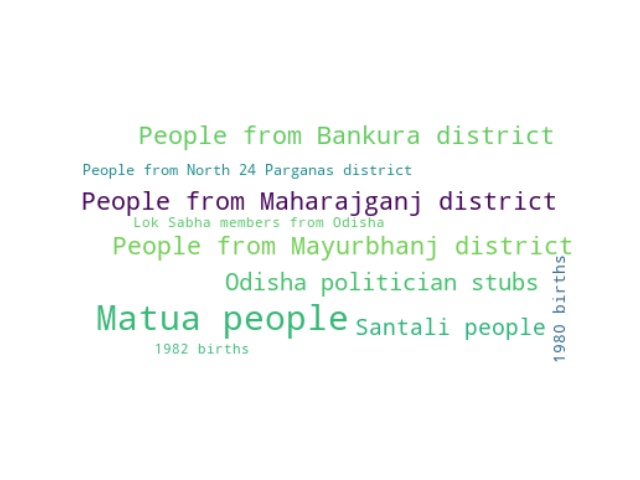 People from Bankura district
People from North 24 Parganas district
People from Maharajganj district
Lok Sabha members from Odisha
People from Mayurbhanj district
Odisha politician stubs
Matua people
Santali people
1982 births
1980 births